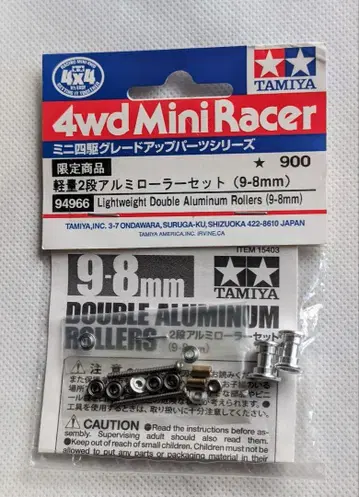 RACING MINI 4WD
4x4
GETTING IT TOGETHER
TAMIYA
4wd Mini Racer
ミニ四駆グレードアップパーツシリーズ
限定商品
★ 900
軽量2段アルミローラーセット (9-8mm)
94966 Lightweight Double Aluminum Rollers (9-8mm)
TAMIYA,INC. 3-7 ONDAWARA, SURUGA-KU, SHIZUOKA 422-8610 JAPAN
TAMIYA AMERICA,INC. IRVINE,CA
ITEM 15403
9-8mm
TAMIYA
DOUBLE ALUMINUM
ROLLERS 2段アルミローラーセット
(9-8mm)
注意
CAUTION ●Read the instructions before as-
sembly. Supervising adult should also read them.
●Keep out of reach of small children. Children must not be
allowed to put any parts or packaging material in their